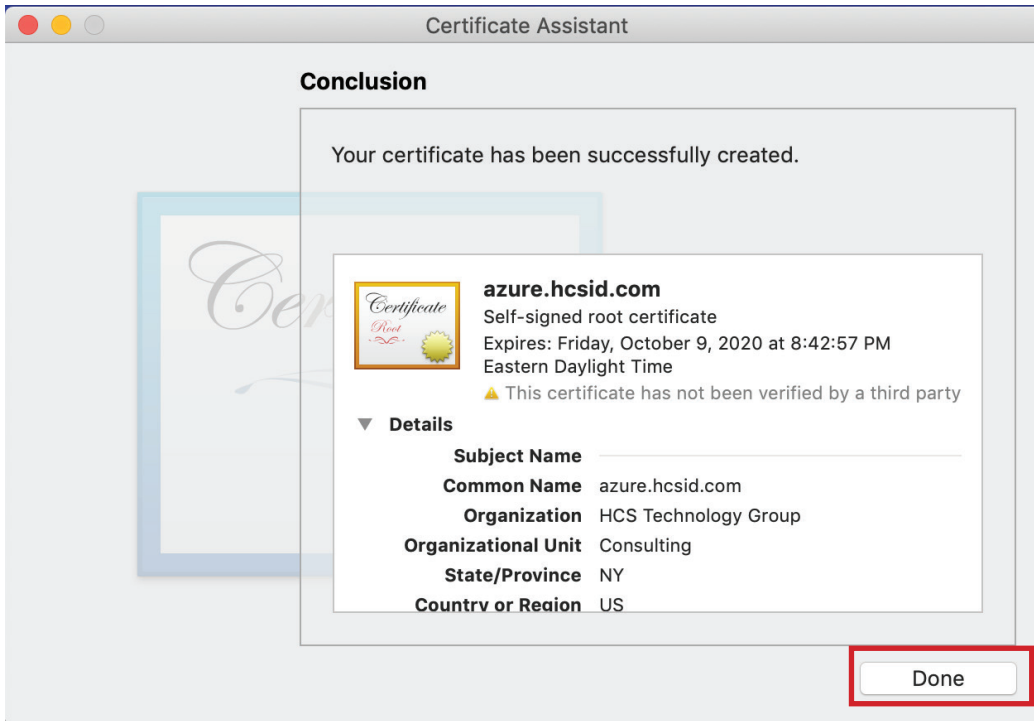 Certificate Assistant
Conclusion
Your certificate has been successfully created.
Certificate
Root
azure.hcsid.com
Self-signed root certificate
Expires: Friday, October 9, 2020 at 8:42:57 PM
Eastern Daylight Time
This certificate has not been verified by a third party
Details
Subject Name
Common Name azure.hcsid.com
Organization HCS Technology Group
Organizational Unit Consulting
State/Province NY
Country or Region US
Done